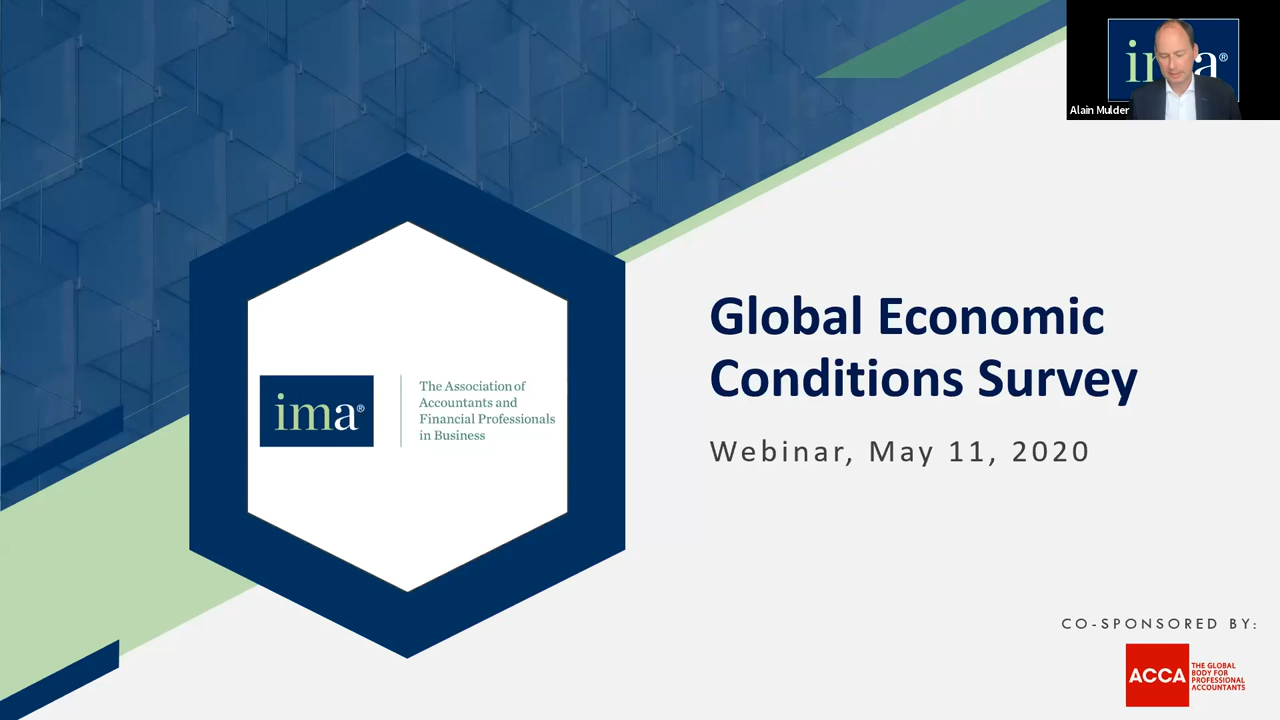 ima®
Alain Mulder
Global Economic
Conditions Survey
Webinar, May 11, 2020
ima®
The Association of
Accountants and
Financial Professionals
in Business
CO-SPONSORED BY:
ACCA
THE GLOBAL
BODY FOR
PROFESSIONAL
ACCOUNTANTS